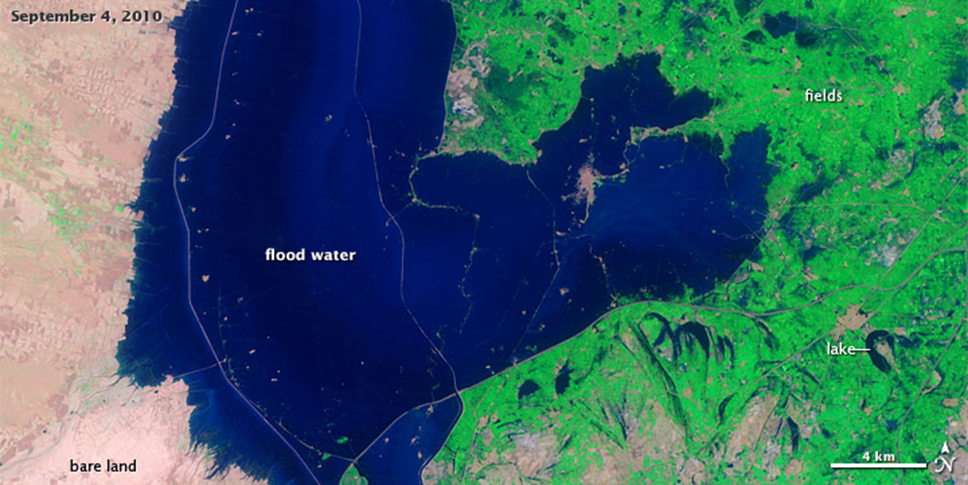 September 4, 2010
fields
flood water
lake
bare land
4 km
N